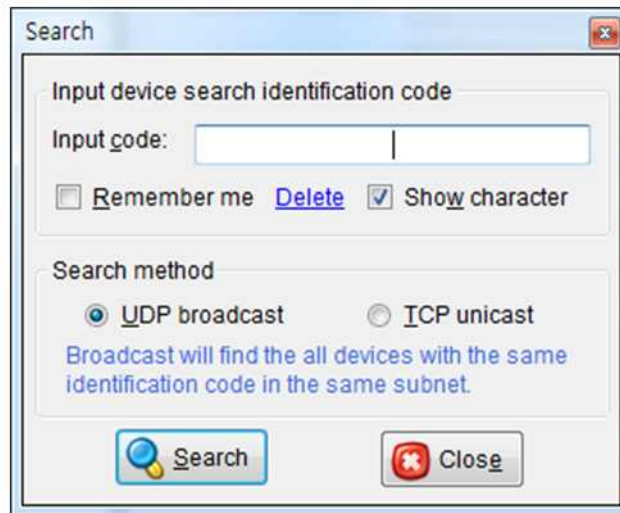 Search
Input device search identification code
Input code:
Remember me Delete Show character
Search method
UDP broadcast TCP unicast
Broadcast will find the all devices with the same
identification code in the same subnet.
Search Close